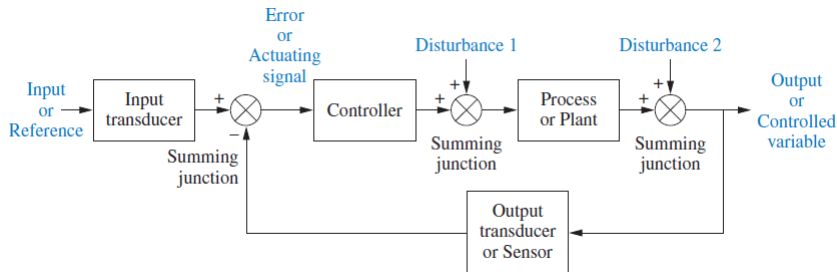 Error
or
Actuating
signal
Disturbance 1
Disturbance 2
Input
or
Reference
Input
transducer
+
−
Summing
junction
Controller
+
+
Summing
junction
Process
or Plant
+
+
Summing
junction
Output
or
Controlled
variable
Output
transducer
or Sensor